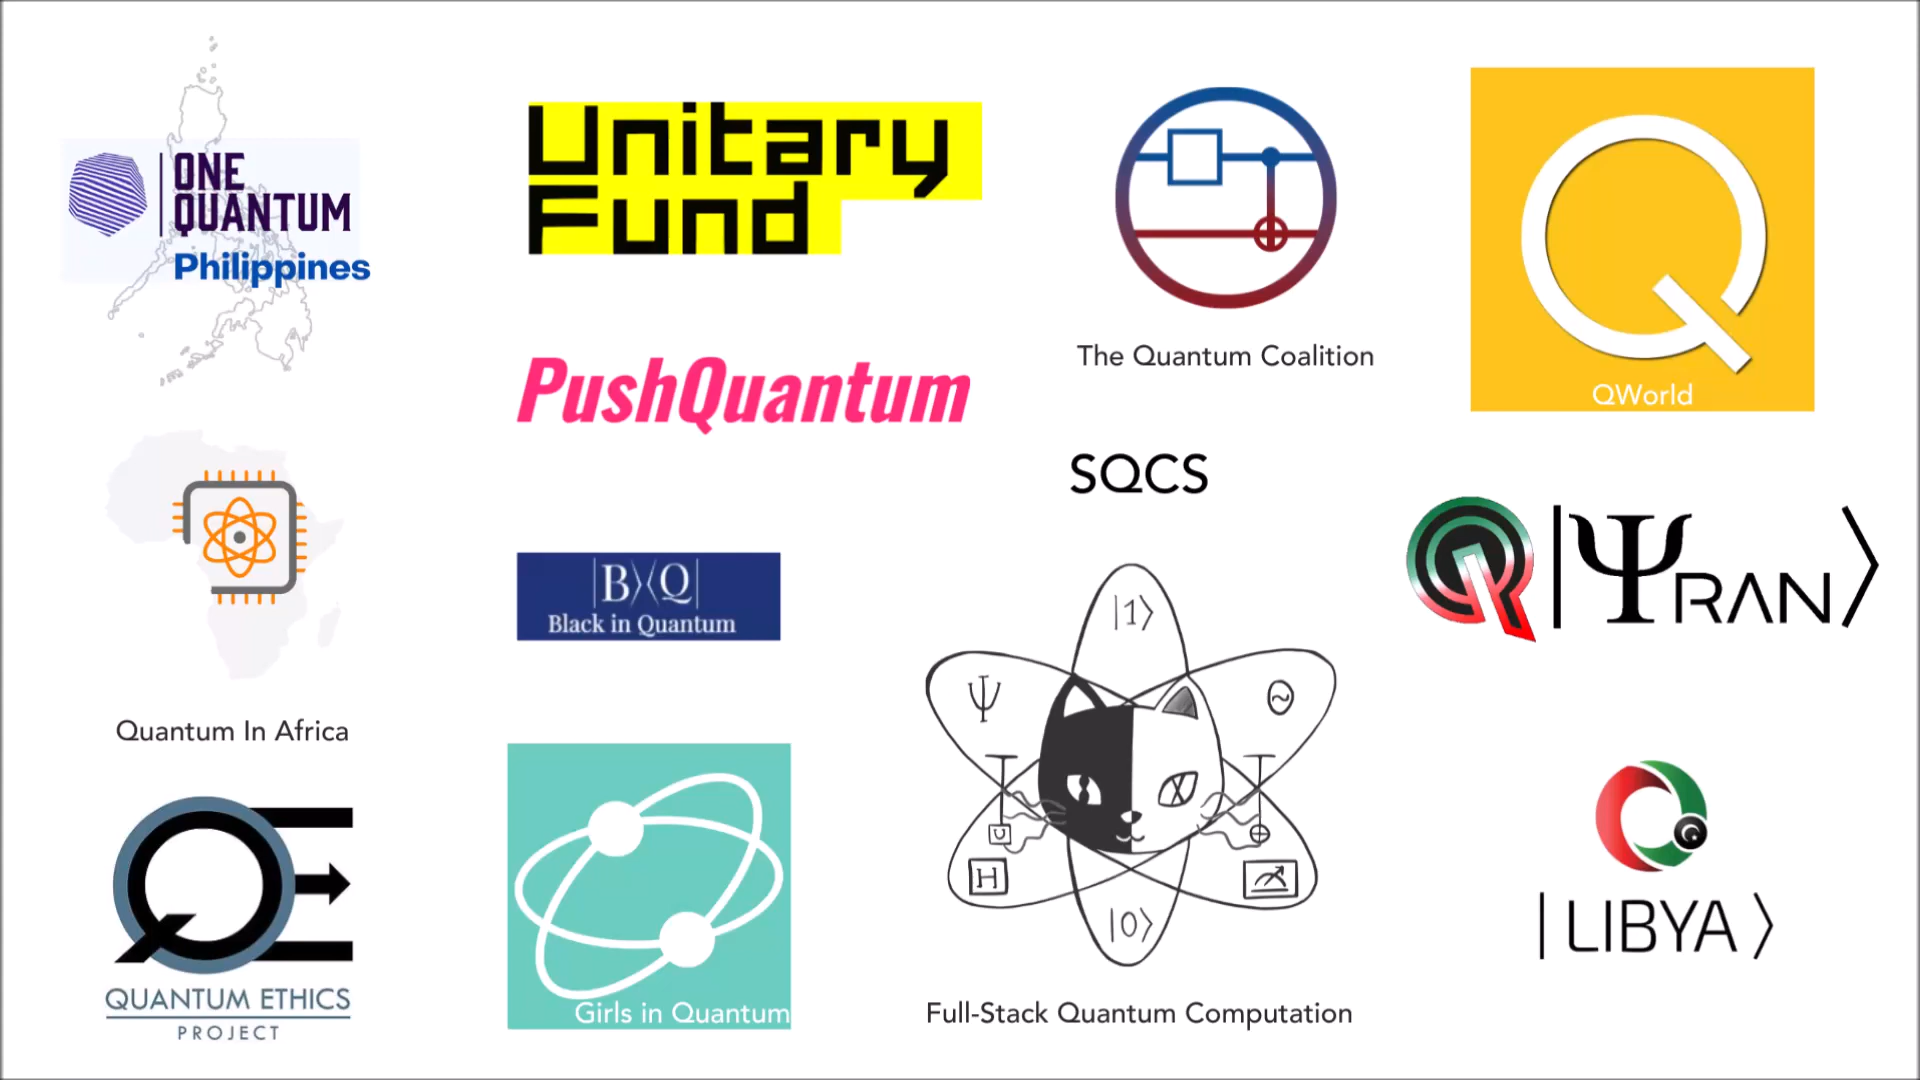 ONE
QUANTUM
Philippines
Unitary
Fund
The Quantum Coalition
QWorld
PushQuantum
SQCS
Quantum In Africa
|B⟩⟨Q|
Black in Quantum
|ΨRAN⟩
|1⟩
Ψ
~
U
H
|0⟩
Full-Stack Quantum Computation
QUANTUM ETHICS
PROJECT
Girls in Quantum
|LIBYA⟩